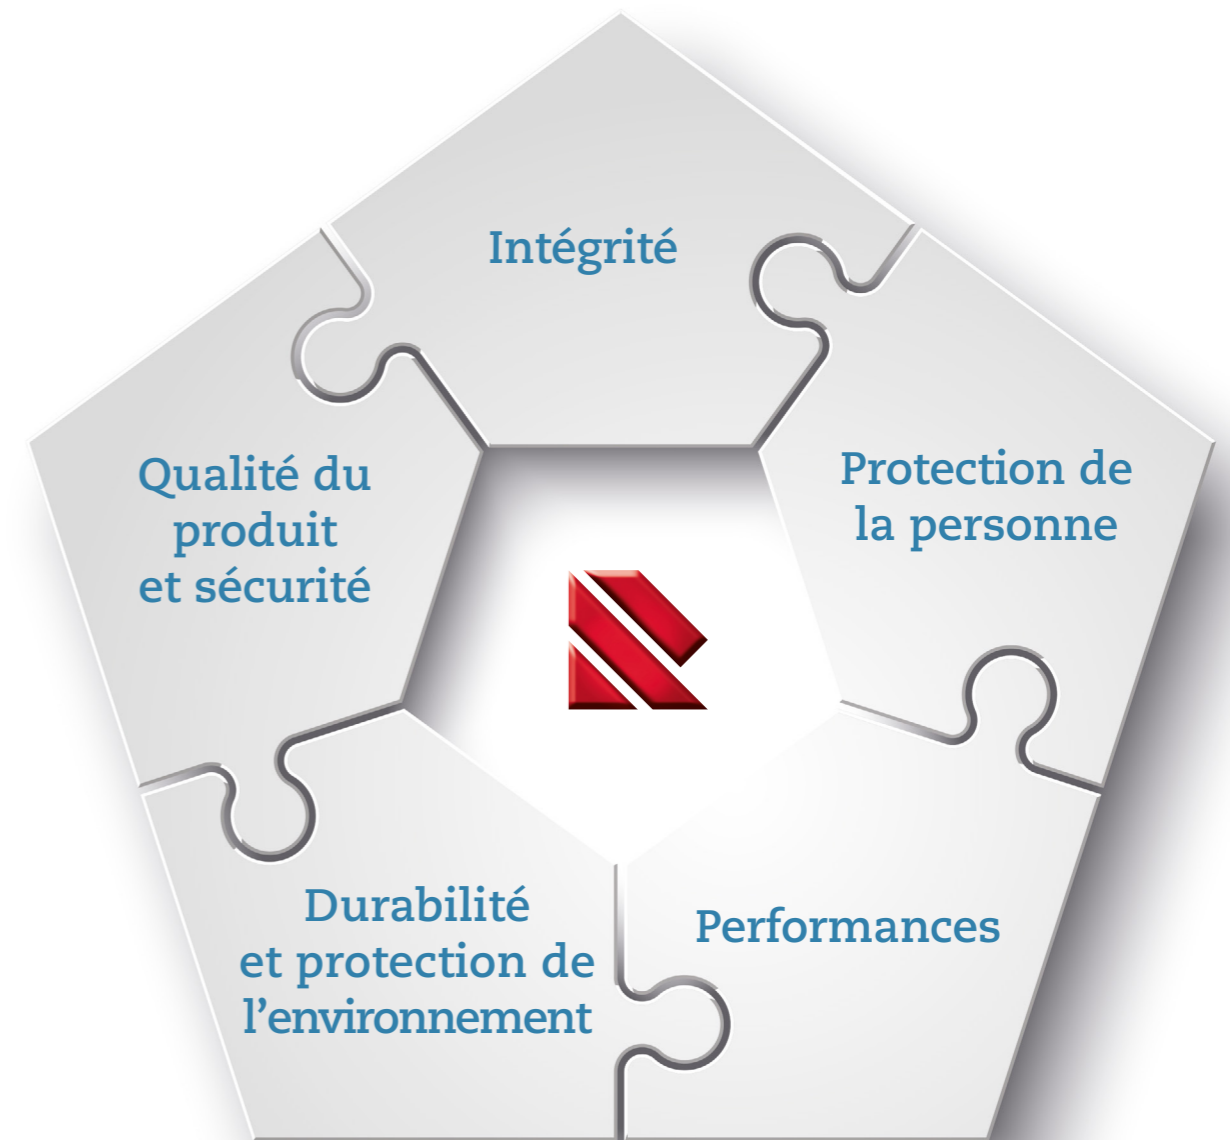 Intégrité
Qualité du
produit
et sécurité
Protection de
la personne
Durabilité
et protection de
l’environnement
Performances